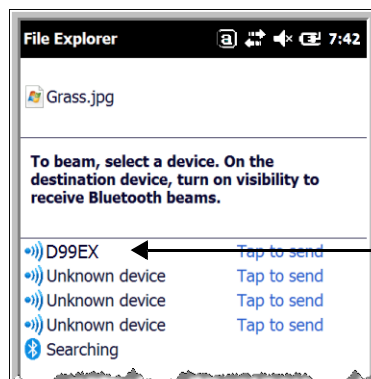 File Explorer a 7:42
Grass.jpg
To beam, select a device. On the
destination device, turn on visibility to
receive Bluetooth beams.
D99EX Tap to send
Unknown device Tap to send
Unknown device Tap to send
Unknown device Tap to send
Searching